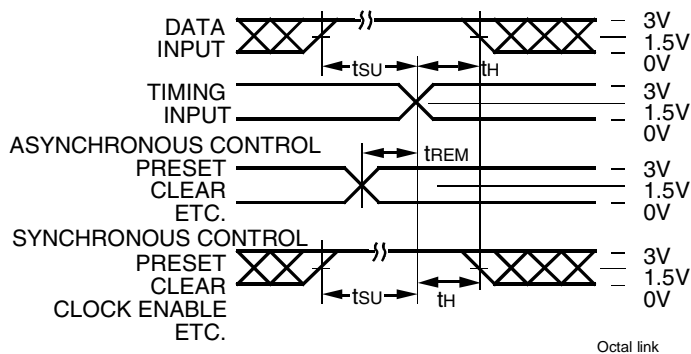 DATA
INPUT
3V
1.5V
0V
tSU
tH
TIMING
INPUT
3V
1.5V
0V
ASYNCHRONOUS CONTROL
tREM
PRESET
CLEAR
ETC.
3V
1.5V
0V
SYNCHRONOUS CONTROL
PRESET
CLEAR
CLOCK ENABLE
ETC.
3V
1.5V
0V
tSU
tH
Octal link